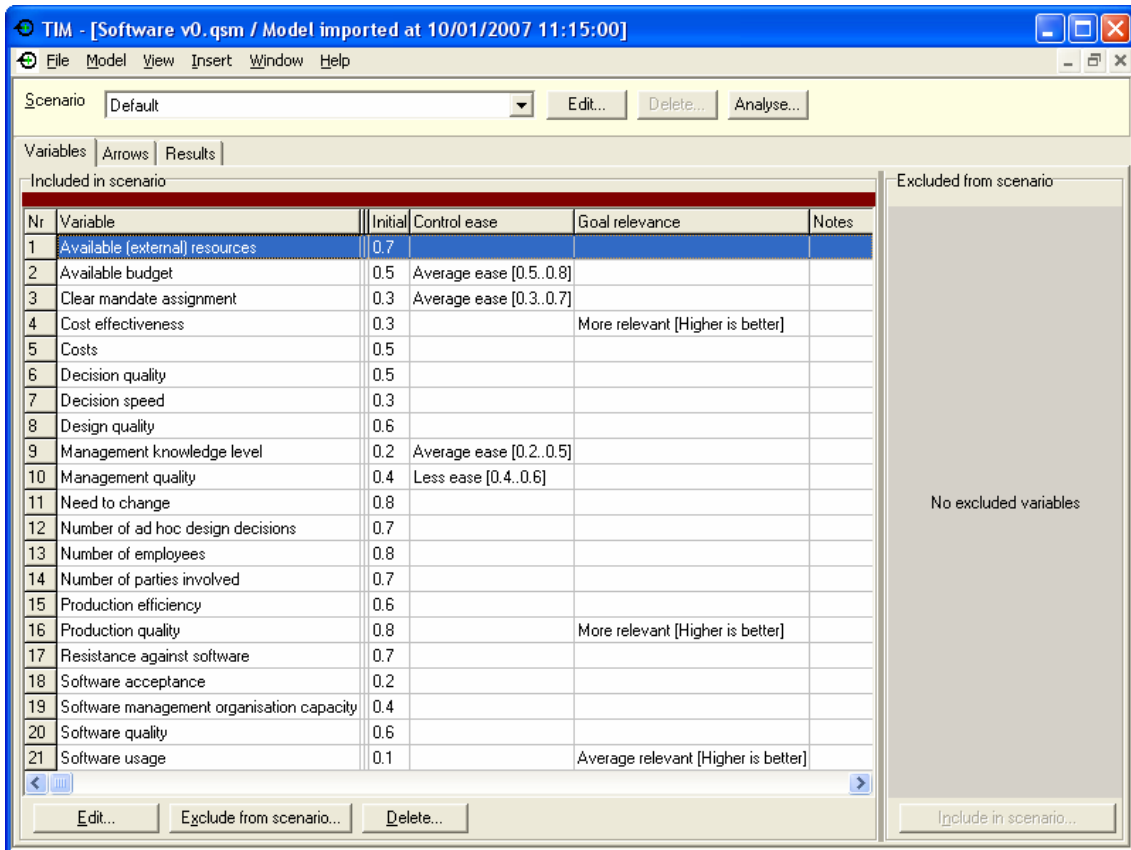 TIM - [Software v0.qsm / Model imported at 10/01/2007 11:15:00]
File Model View Insert Window Help
Scenario Default Edit... Delete... Analyse...
Variables Arrows Results
Included in scenario Excluded from scenario
Nr Variable Initial Control ease Goal relevance Notes
1 Available (external) resources 0.7
2 Available budget 0.5 Average ease [0.5..0.8]
3 Clear mandate assignment 0.3 Average ease [0.3..0.7]
4 Cost effectiveness 0.3 More relevant [Higher is better]
5 Costs 0.5
6 Decision quality 0.5
7 Decision speed 0.3
8 Design quality 0.6
9 Management knowledge level 0.2 Average ease [0.2..0.5]
10 Management quality 0.4 Less ease [0.4..0.6]
11 Need to change 0.8 No excluded variables
12 Number of ad hoc design decisions 0.7
13 Number of employees 0.8
14 Number of parties involved 0.7
15 Production efficiency 0.6
16 Production quality 0.8 More relevant [Higher is better]
17 Resistance against software 0.7
18 Software acceptance 0.2
19 Software management organisation capacity 0.4
20 Software quality 0.6
21 Software usage 0.1 Average relevant [Higher is better]
Edit... Exclude from scenario... Delete... Include in scenario...